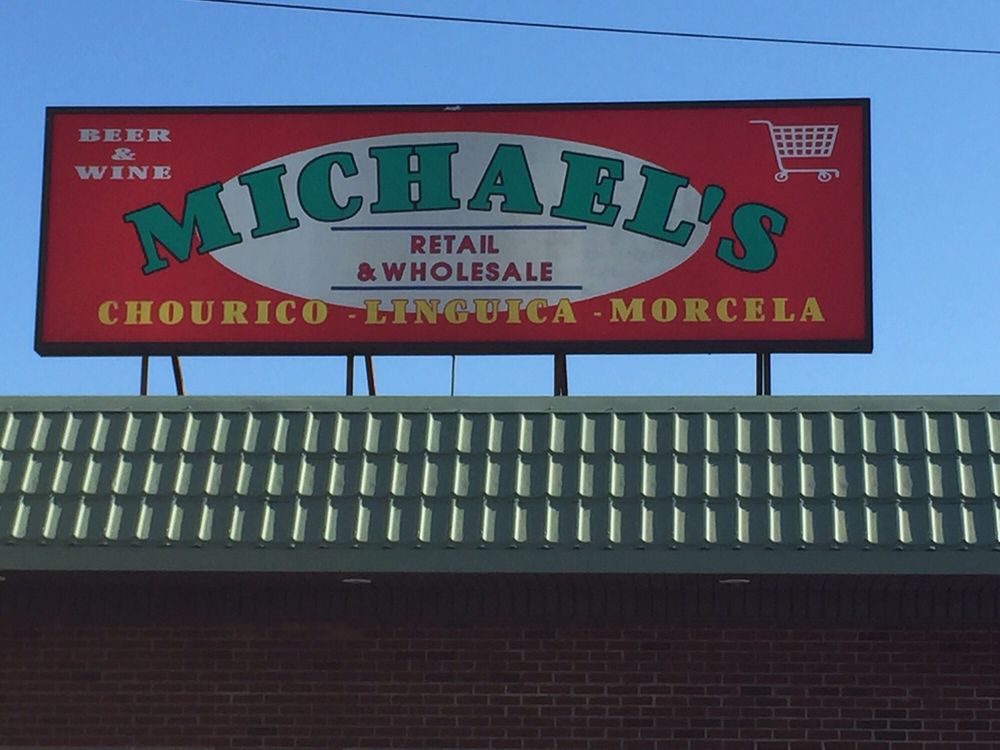 BEER
&
WINE
MICHAEL'S
RETAIL
& WHOLESALE
CHOURICO - LINGUICA - MORCELA